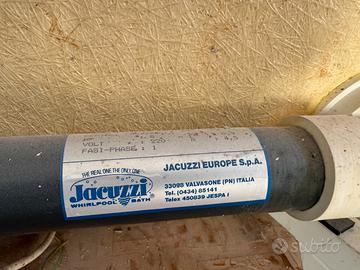 VOLT : 220
FASI-PHASE : 1
JACUZZI EUROPE S.p.A.
THE REAL ONE. THE ONLY ONE.
Jacuzzi
WHIRLPOOL BATH
33098 VALVASONE (PN) ITALIA
Tel. (0434) 85141
Telex 450839 JESPA I
subito